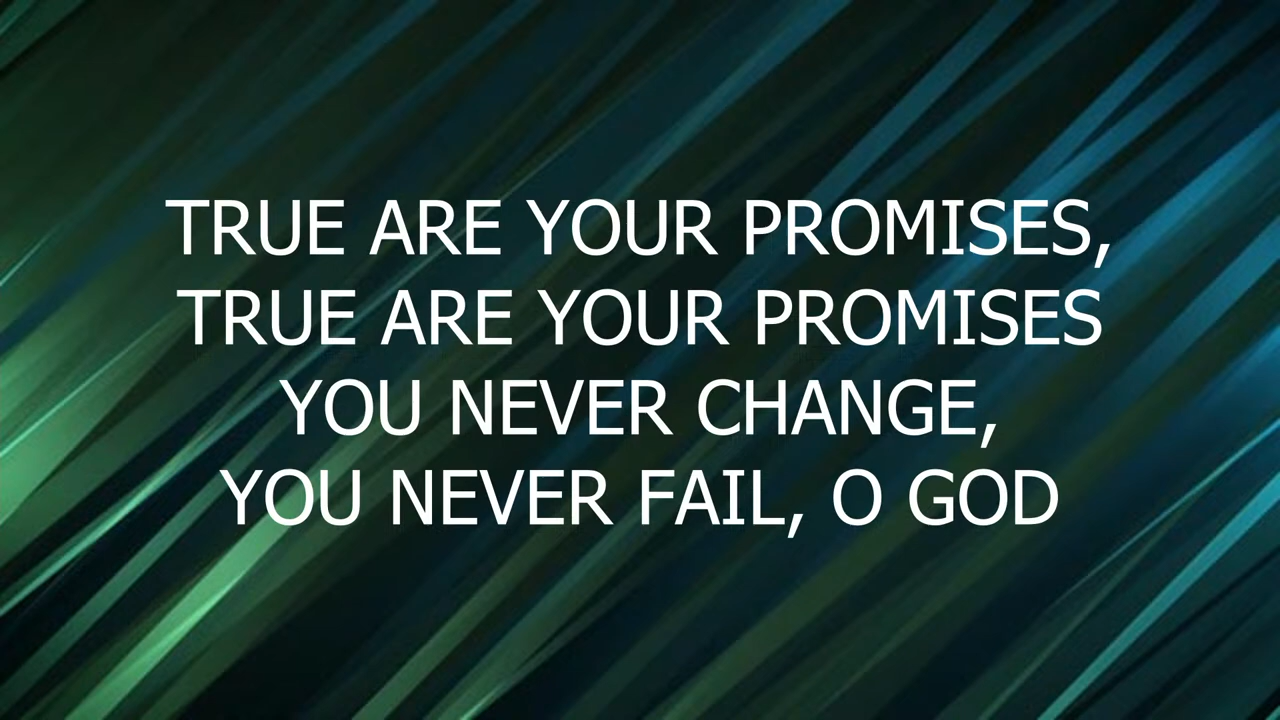 TRUE ARE YOUR PROMISES,
TRUE ARE YOUR PROMISES
YOU NEVER CHANGE,
YOU NEVER FAIL, O GOD